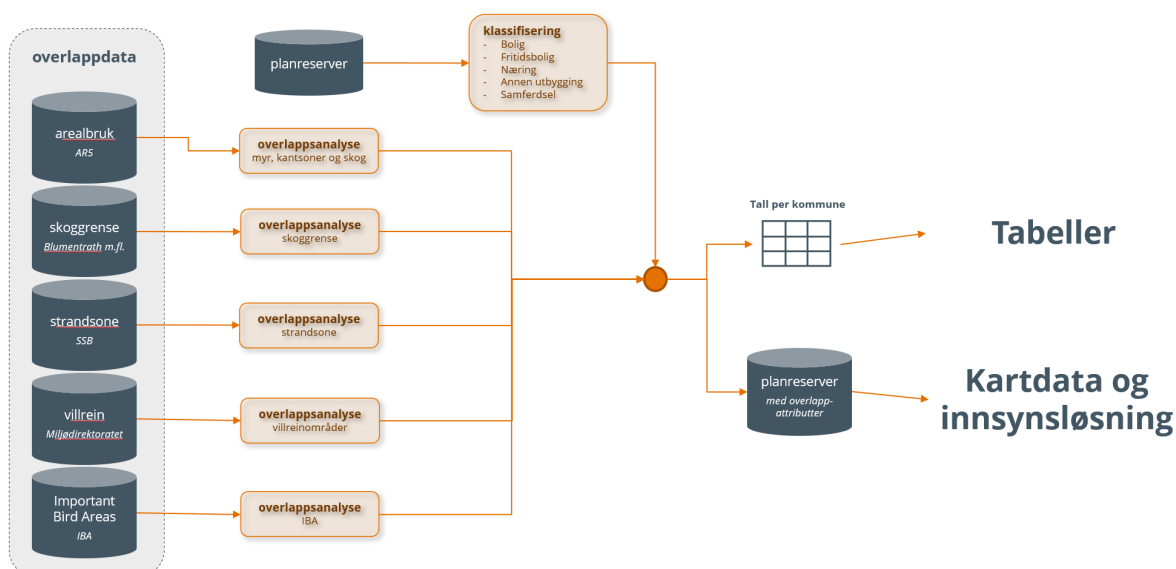 overlappdata
planreserver
klassifisering
- Bolig
- Fritidsbolig
- Næring
- Annen utbygging
- Samferdsel
arealbruk
AR5
overlappsanalyse
myr, kantsoner og skog
skoggrense
Blumentrath m.fl.
overlappsanalyse
skoggrense
Tall per kommune
Tabeller
strandsone
SSB
overlappsanalyse
strandsone
planreserver
med overlapp-
attributter
Kartdata og
innsynsløsning
villrein
Miljødirektoratet
overlappsanalyse
villreinområder
Important
Bird Areas
IBA
overlappsanalyse
IBA